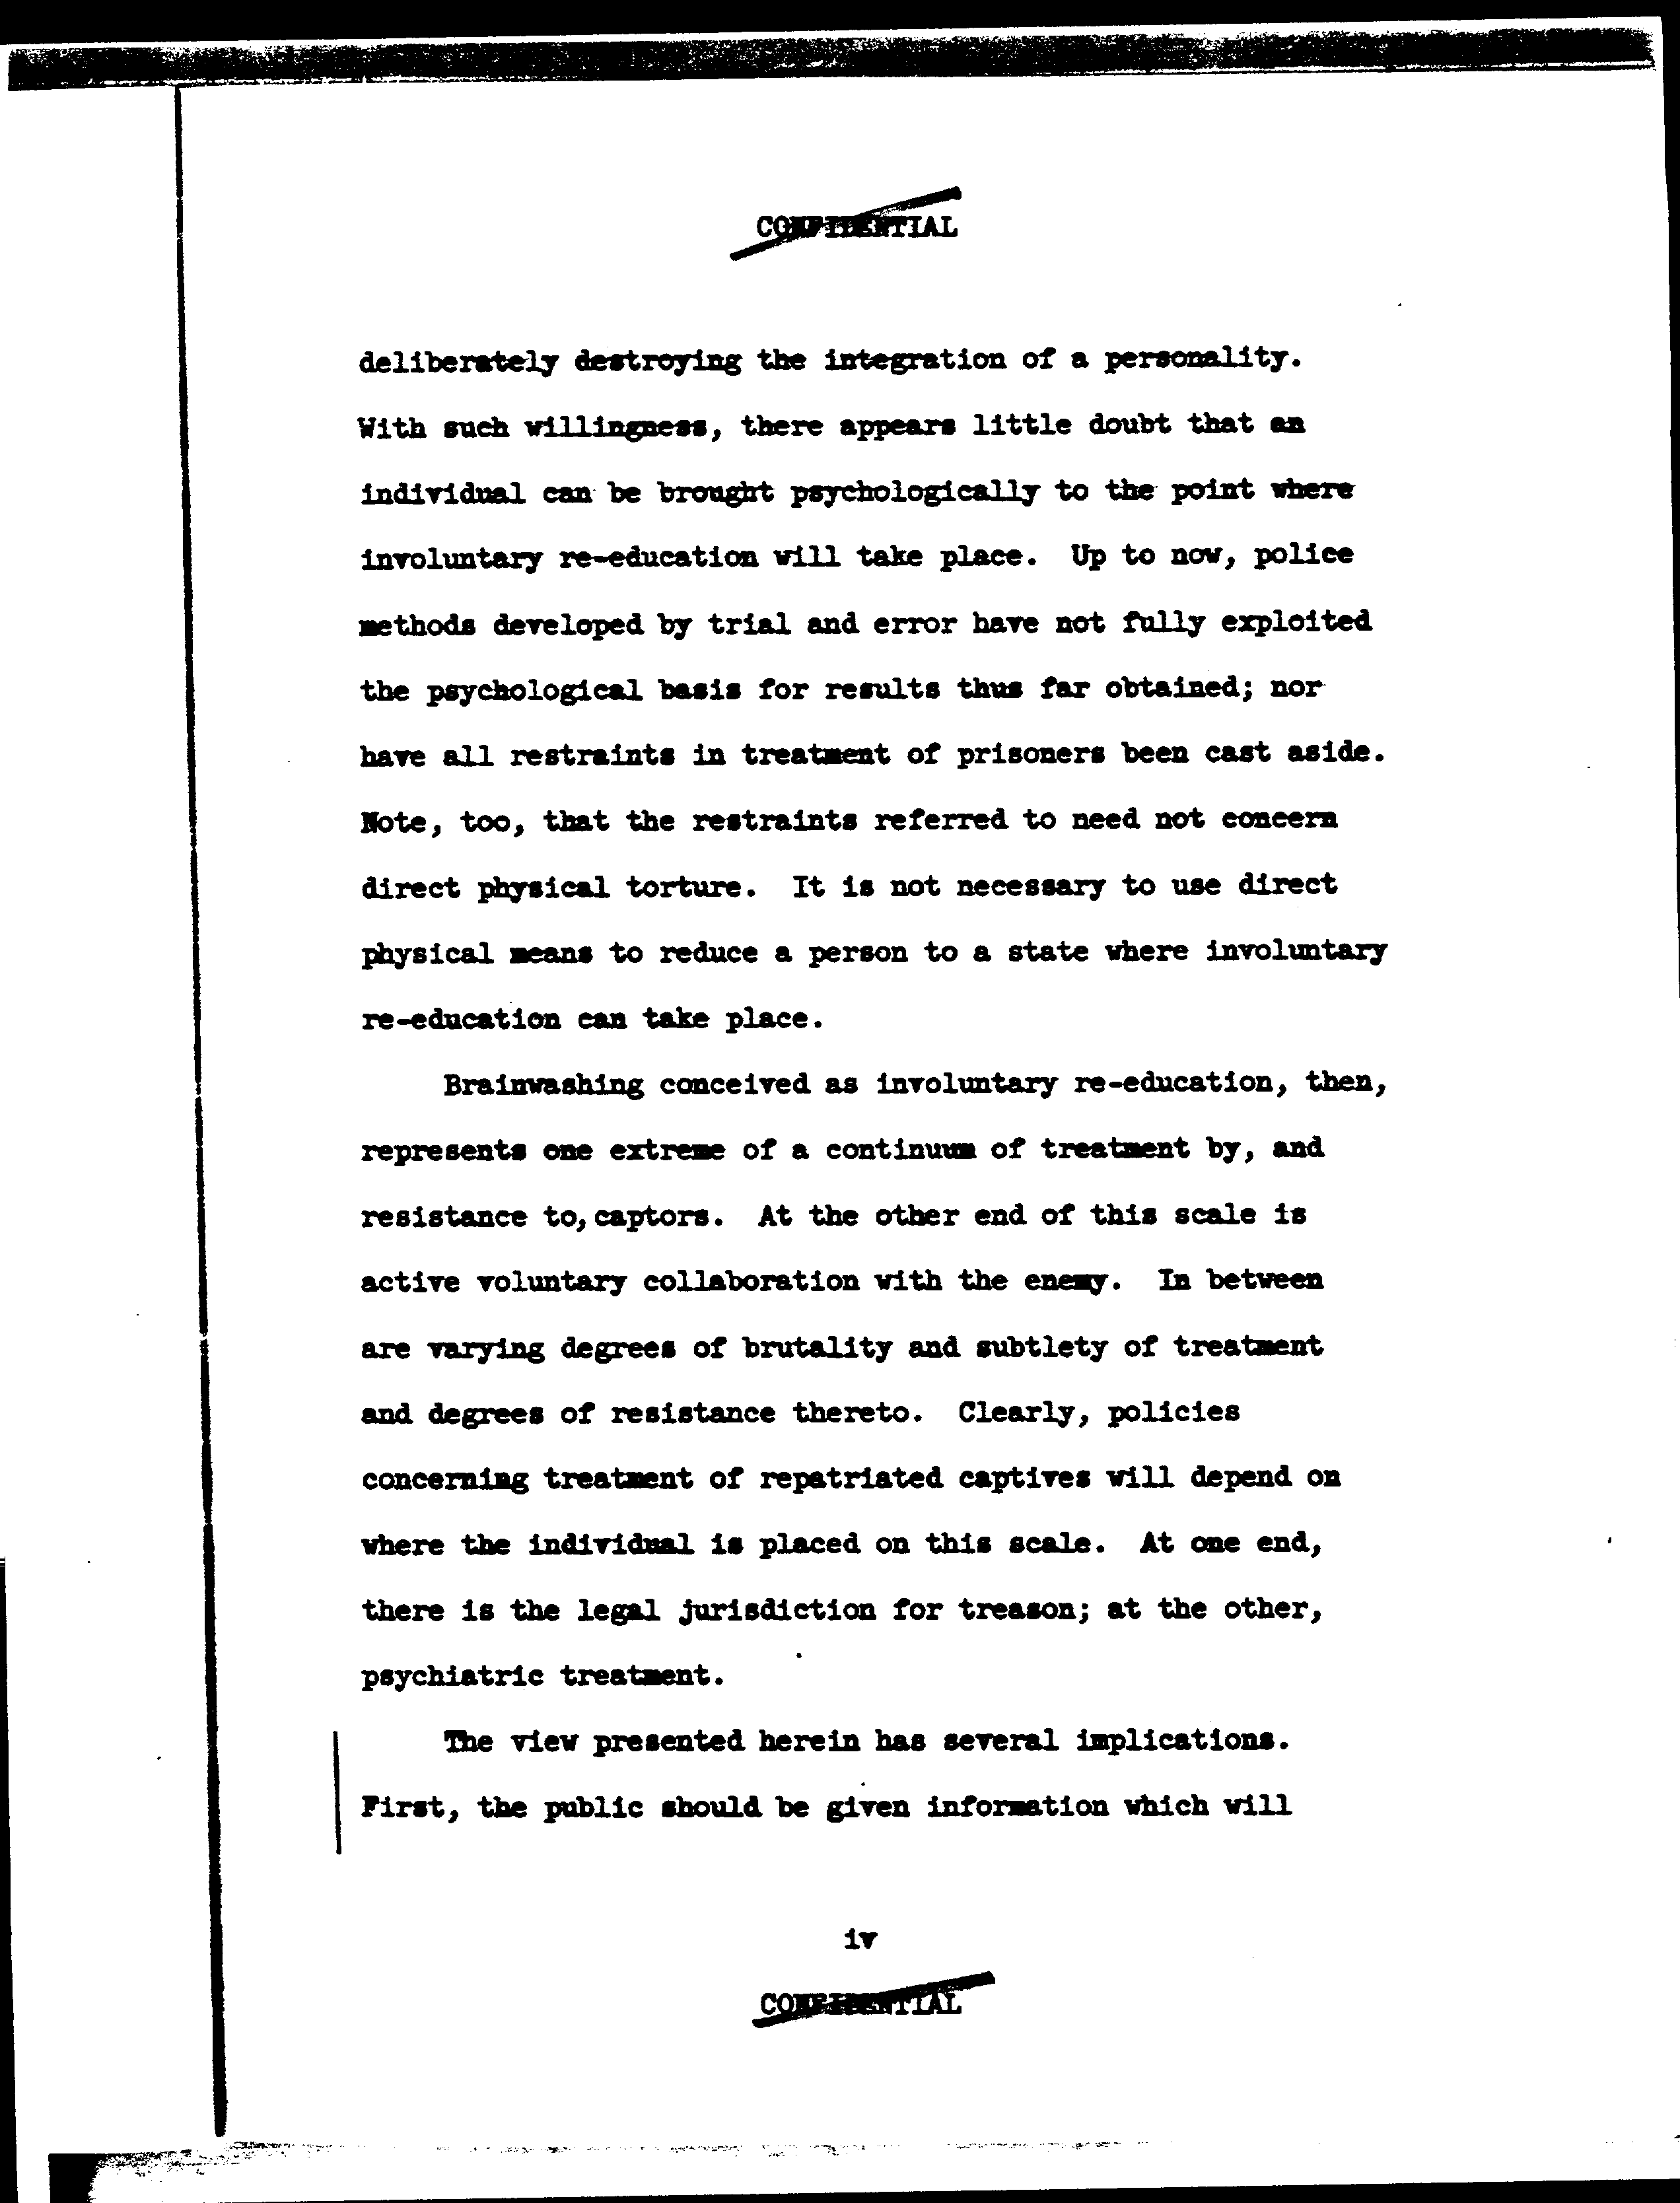 CONFIDENTIAL
deliberately destroying the integration of a personality.
With such willingness, there appears little doubt that an
individual can be brought psychologically to the point where
involuntary re-education will take place.  Up to now, police
methods developed by trial and error have not fully exploited
the psychological basis for results thus far obtained; nor
have all restraints in treatment of prisoners been cast aside.
Note, too, that the restraints referred to need not concern
direct physical torture.  It is not necessary to use direct
physical means to reduce a person to a state where involuntary
re-education can take place.
Brainwashing conceived as involuntary re-education, then,
represents one extreme of a continuum of treatment by, and
resistance to, captors.  At the other end of this scale is
active voluntary collaboration with the enemy.  In between
are varying degrees of brutality and subtlety of treatment
and degrees of resistance thereto.  Clearly, policies
concerning treatment of repatriated captives will depend on
where the individual is placed on this scale.  At one end,
there is the legal jurisdiction for treason; at the other,
psychiatric treatment.
The view presented herein has several implications.
First, the public should be given information which will
iv
CONFIDENTIAL